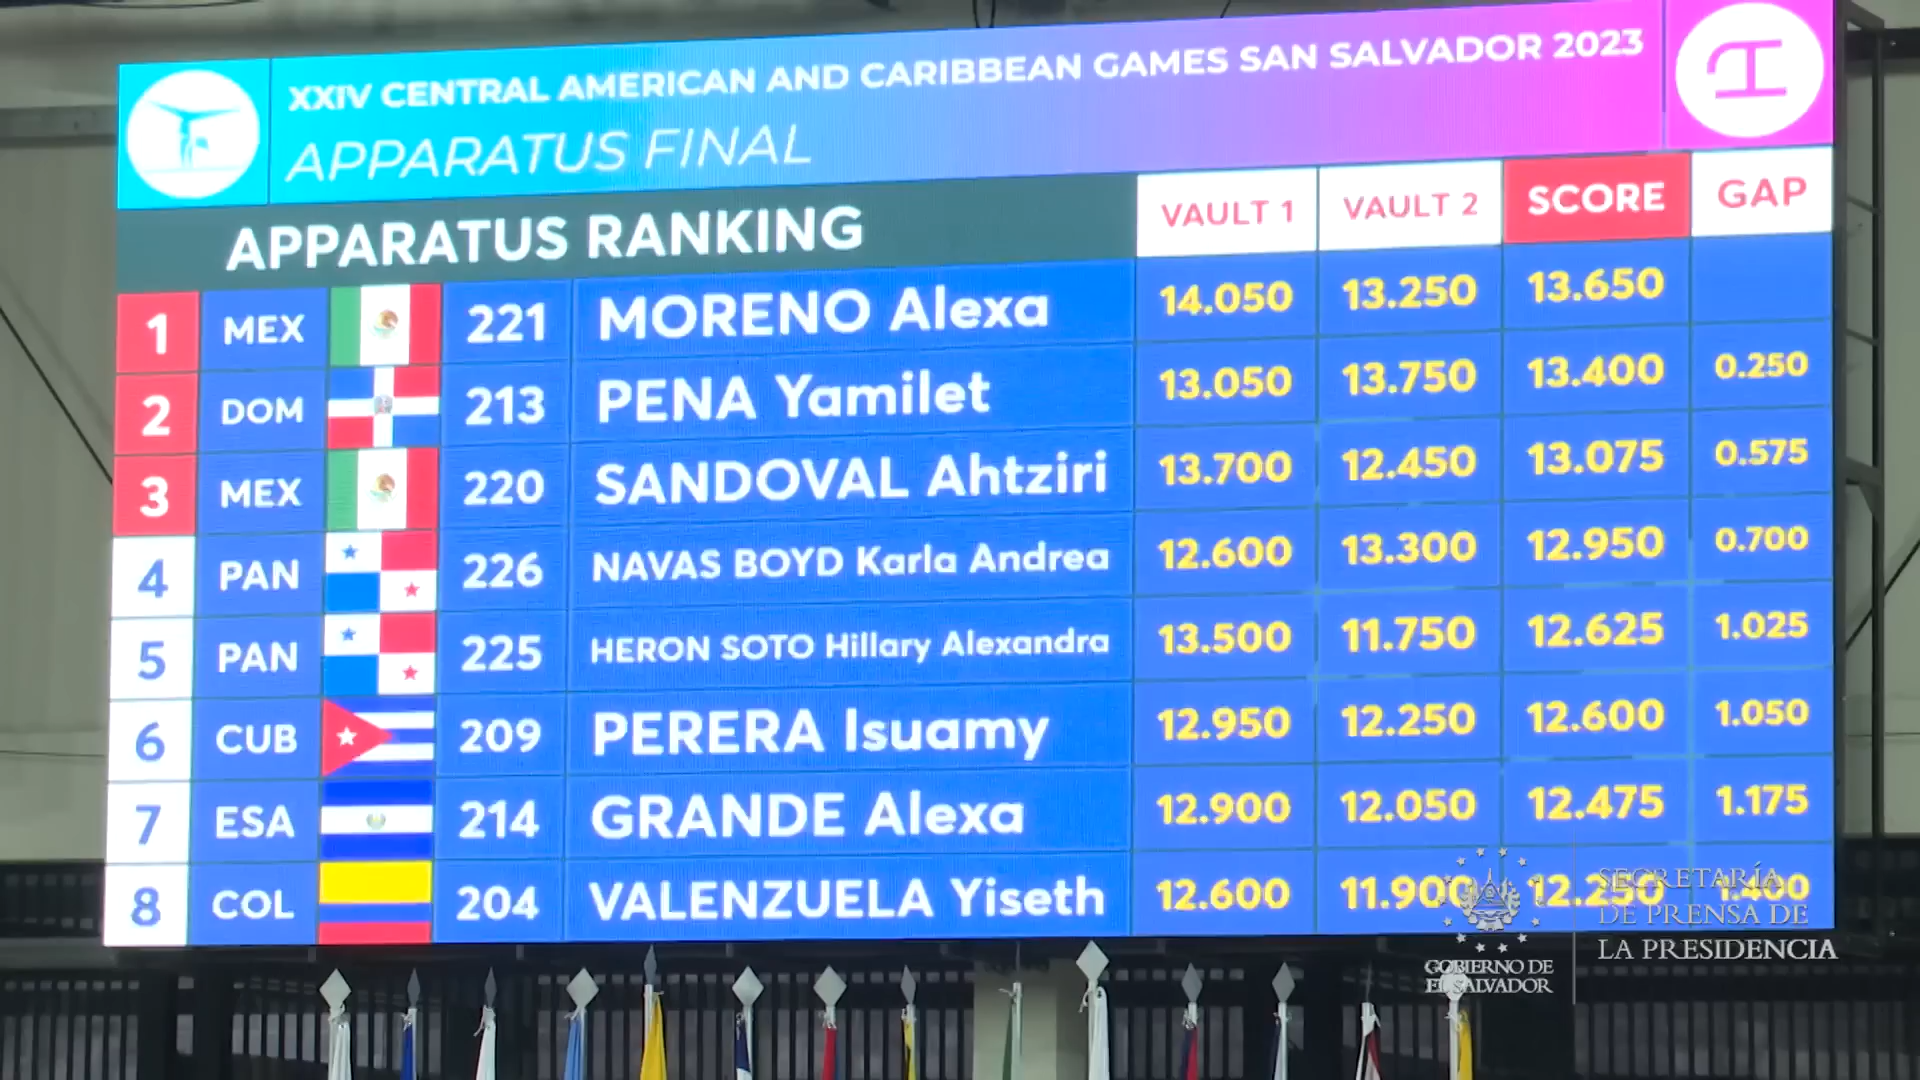 XXIV CENTRAL AMERICAN AND CARIBBEAN GAMES SAN SALVADOR 2023
APPARATUS FINAL
APPARATUS RANKING VAULT 1 VAULT 2 SCORE GAP
1 MEX 221 MORENO Alexa 14.050 13.250 13.650
2 DOM 213 PENA Yamilet 13.050 13.750 13.400 0.250
3 MEX 220 SANDOVAL Ahtziri 13.700 12.450 13.075 0.575
4 PAN 226 NAVAS BOYD Karla Andrea 12.600 13.300 12.950 0.700
5 PAN 225 HERON SOTO Hillary Alexandra 13.500 11.750 12.625 1.025
6 CUB 209 PERERA Isuamy 12.950 12.250 12.600 1.050
7 ESA 214 GRANDE Alexa 12.900 12.050 12.475 1.175
8 COL 204 VALENZUELA Yiseth 12.600 11.900 12.250 1.400
GOBIERNO DE
EL SALVADOR
SECRETARÍA
DE PRENSA DE
LA PRESIDENCIA